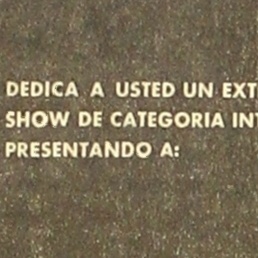 DEDICA A USTED UN EXT
SHOW DE CATEGORIA INT
PRESENTANDO A: